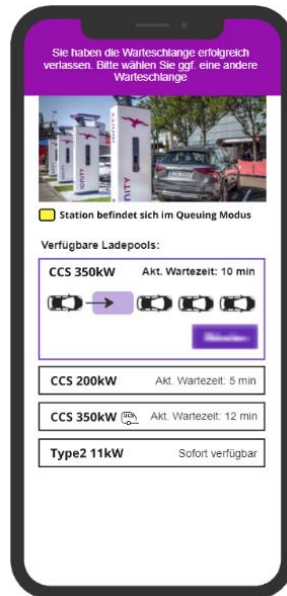 Sie haben die Warteschlange erfolgreich
verlassen. Bitte wählen Sie ggf. eine andere
Warteschlange
IONITY
IONITY
Station befindet sich im Queuing Modus
Verfügbare Ladepools:
CCS 350kW Akt. Wartezeit: 10 min
CCS 200kW Akt. Wartezeit: 5 min
CCS 350kW Akt. Wartezeit: 12 min
Type2 11kW Sofort verfügbar